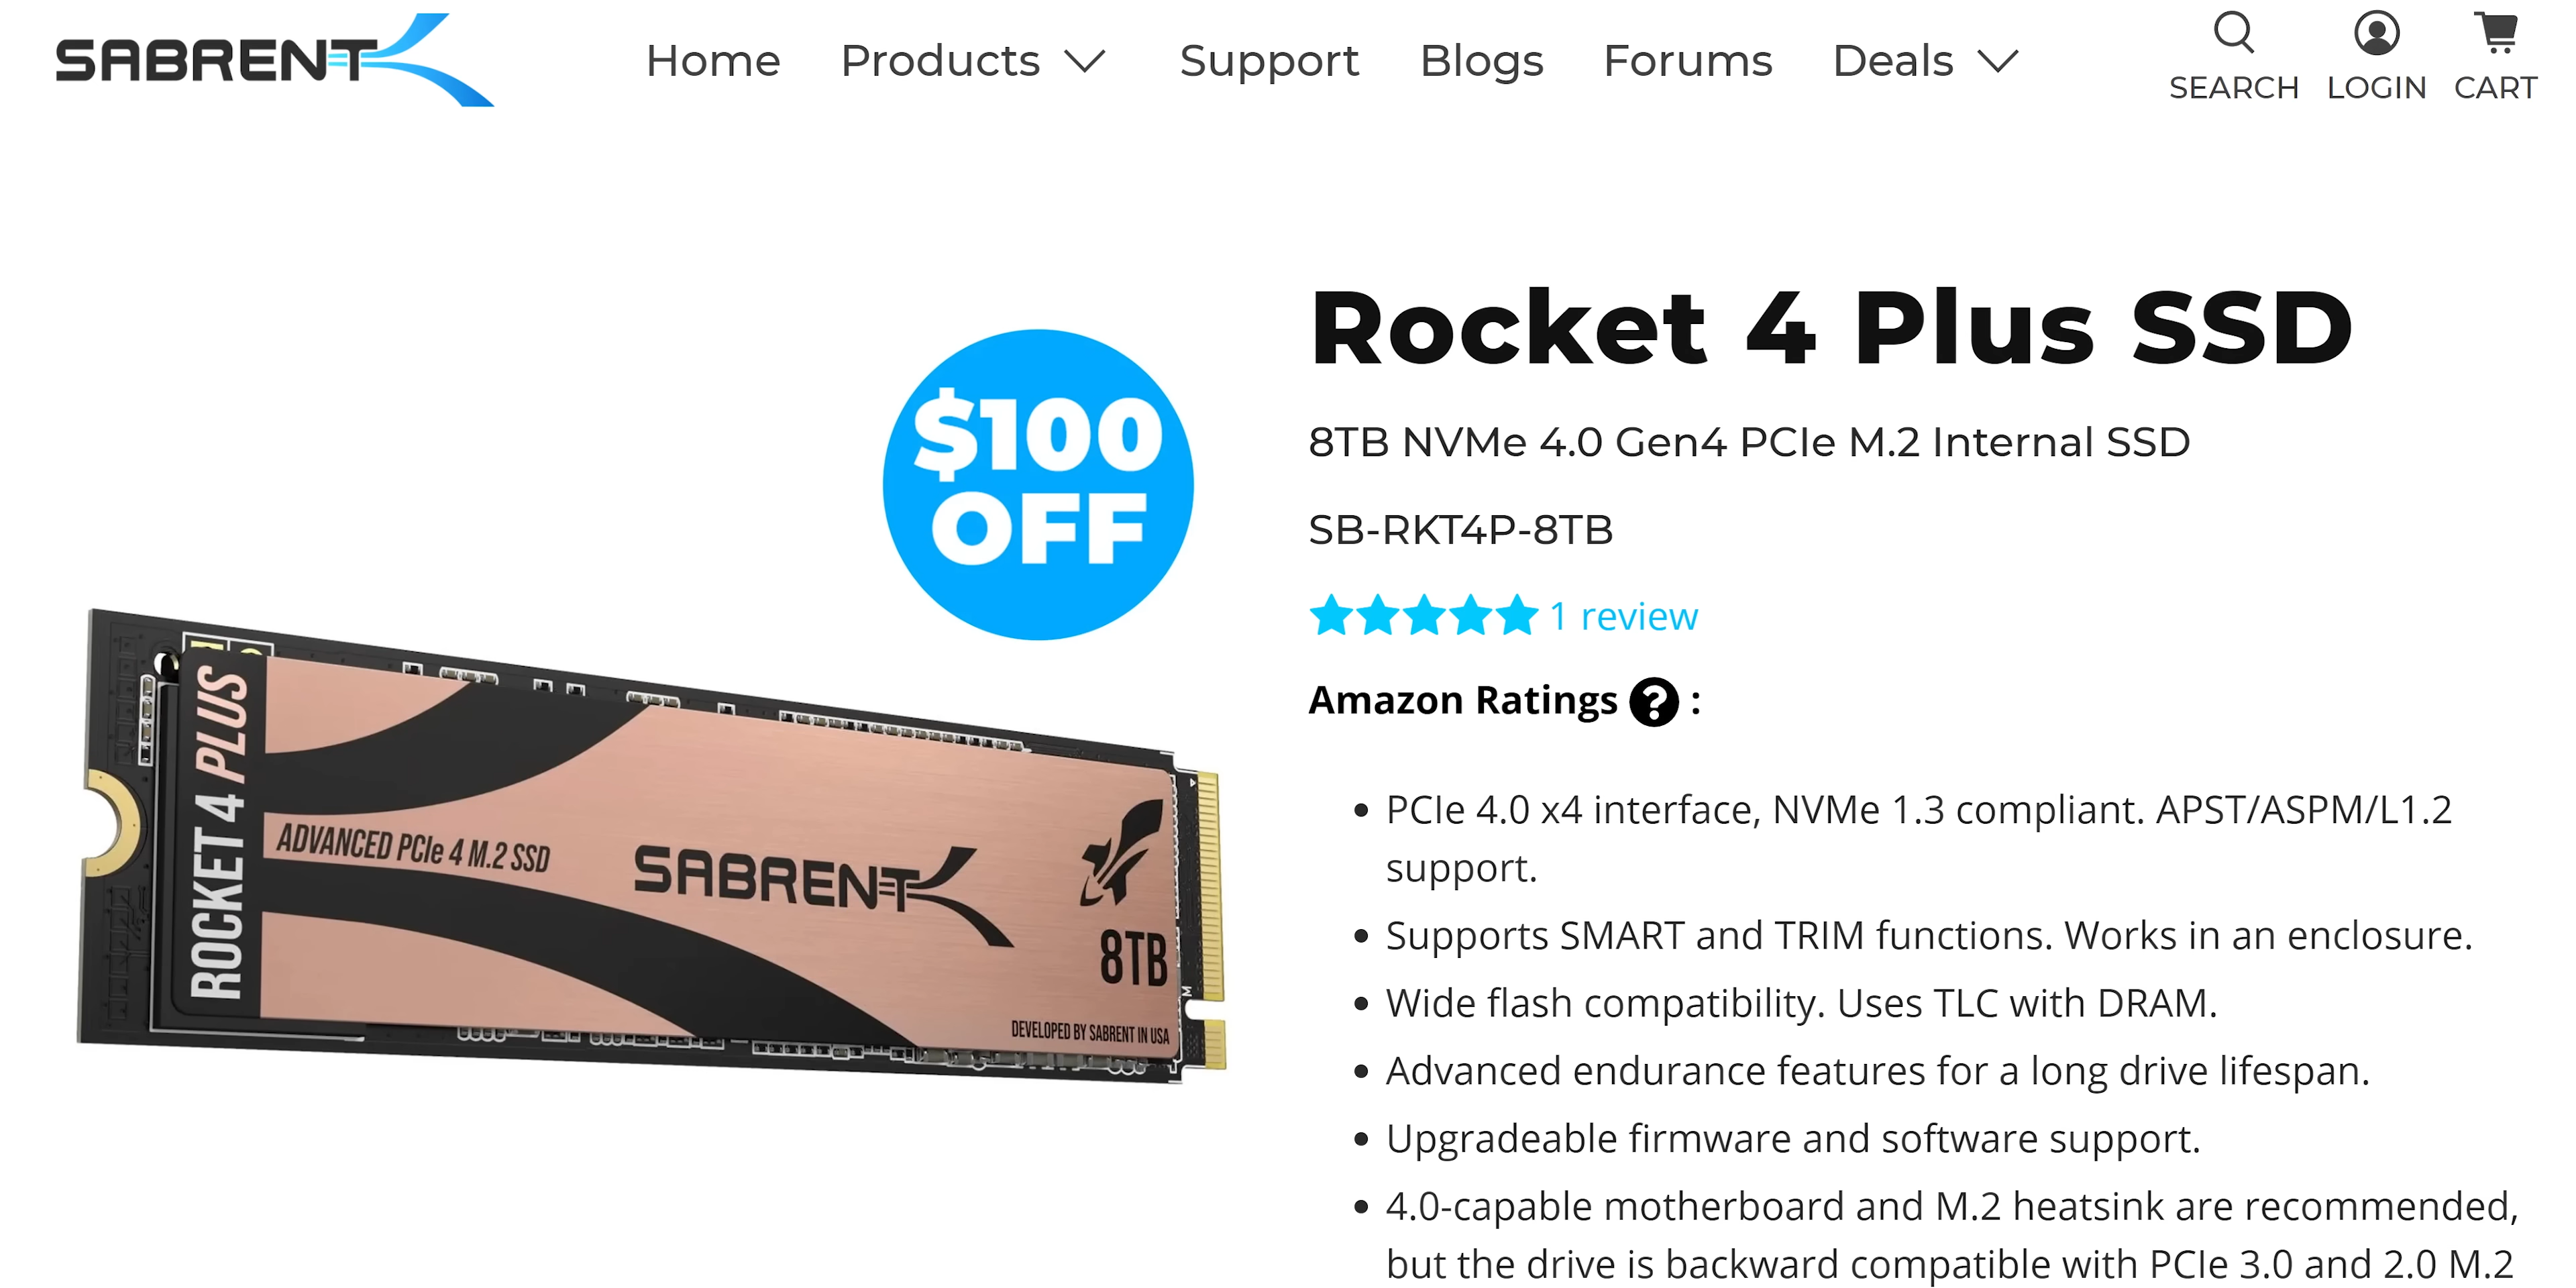 SABRENT
Home
Products
Support
Blogs
Forums
Deals
SEARCH
LOGIN
CART
$100
OFF
ROCKET 4 PLUS
ADVANCED PCIe 4 M.2 SSD
SABRENT
8TB
DEVELOPED BY SABRENT IN USA
M
Rocket 4 Plus SSD
8TB NVMe 4.0 Gen4 PCIe M.2 Internal SSD
SB-RKT4P-8TB
1 review
Amazon Ratings ? :
• PCIe 4.0 x4 interface, NVMe 1.3 compliant. APST/ASPM/L1.2
support.
• Supports SMART and TRIM functions. Works in an enclosure.
• Wide flash compatibility. Uses TLC with DRAM.
• Advanced endurance features for a long drive lifespan.
• Upgradeable firmware and software support.
• 4.0-capable motherboard and M.2 heatsink are recommended,
but the drive is backward compatible with PCIe 3.0 and 2.0 M.2